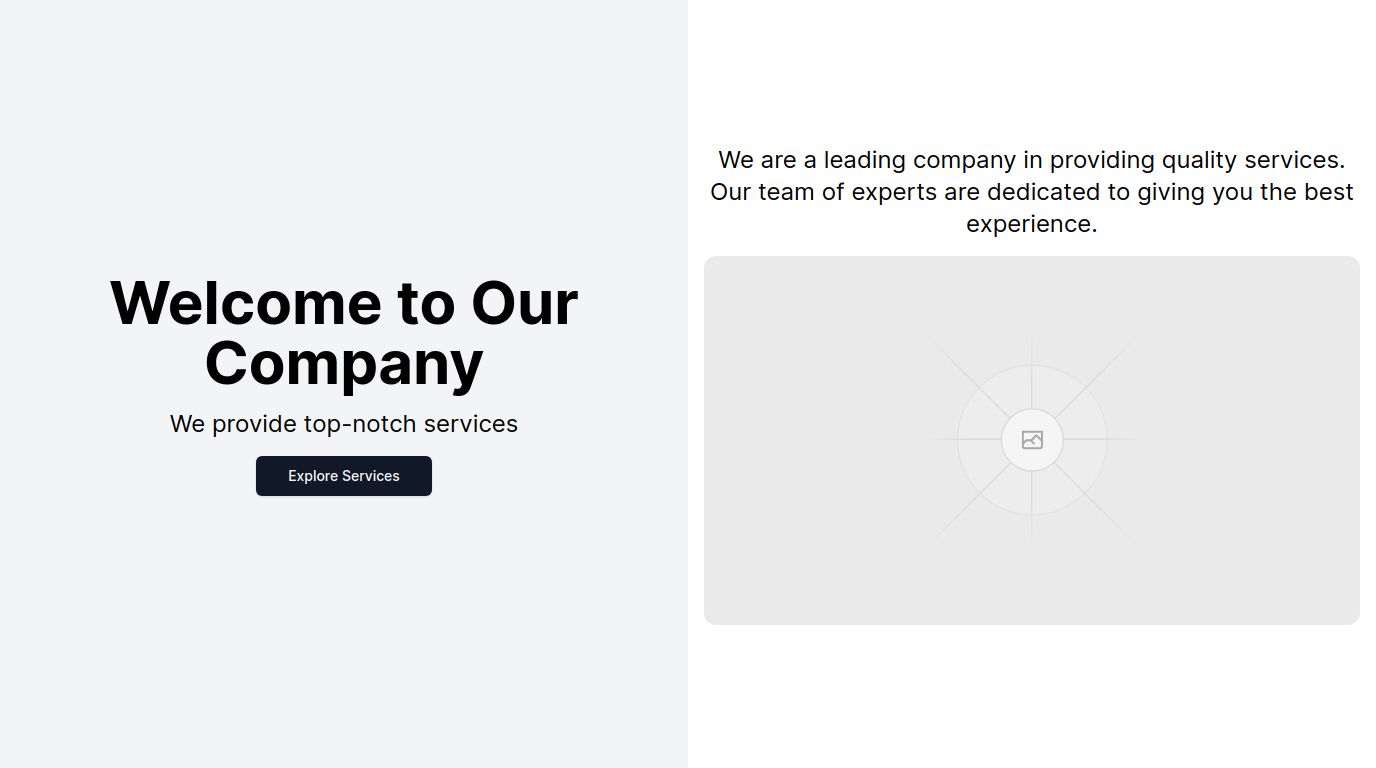 Welcome to Our
Company
We provide top-notch services
Explore Services
We are a leading company in providing quality services.
Our team of experts are dedicated to giving you the best
experience.